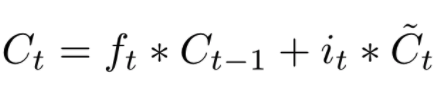 C_t = f_t * C_{t-1} + i_t * \tilde{C}_t